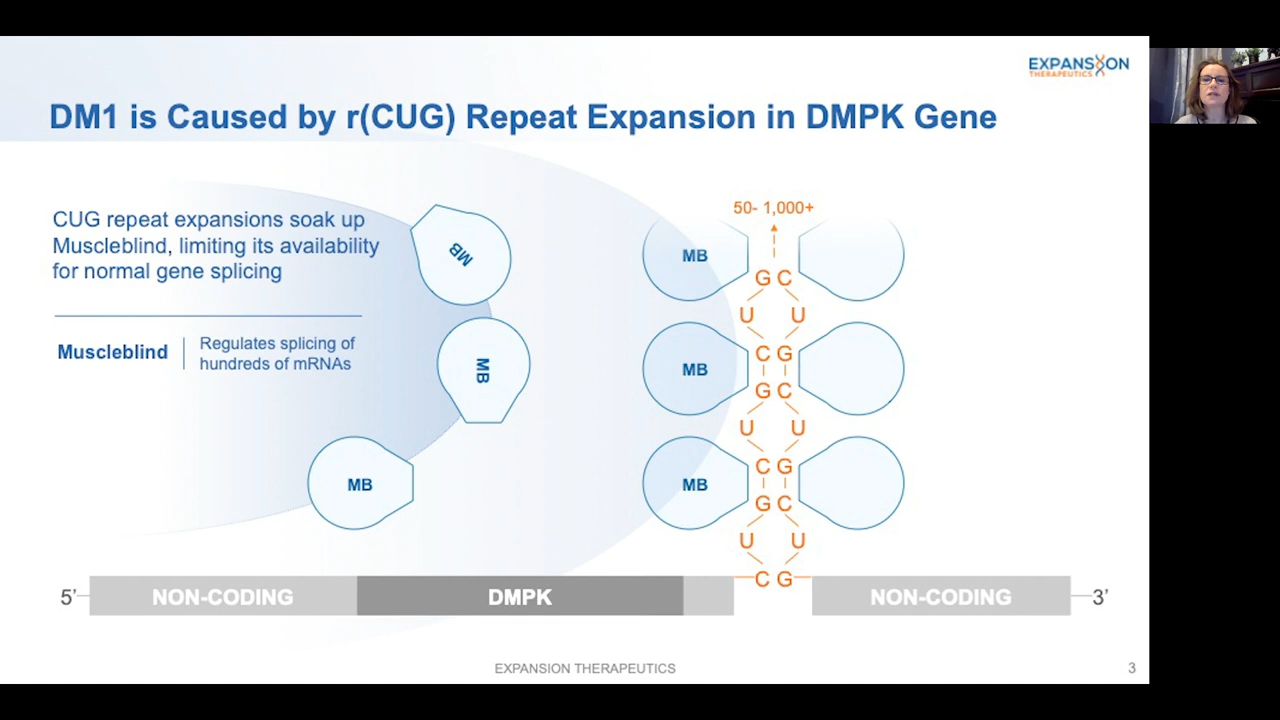 EXPANSION
THERAPEUTICS
DM1 is Caused by r(CUG) Repeat Expansion in DMPK Gene
CUG repeat expansions soak up
Muscleblind, limiting its availability
for normal gene splicing
Muscleblind
Regulates splicing of
hundreds of mRNAs
MB
MB
MB
50- 1,000+
MB
G C
U U
C G
MB
G C
U U
C G
MB
G C
U U
C G
5’
NON-CODING
DMPK
NON-CODING
3’
EXPANSION THERAPEUTICS
3